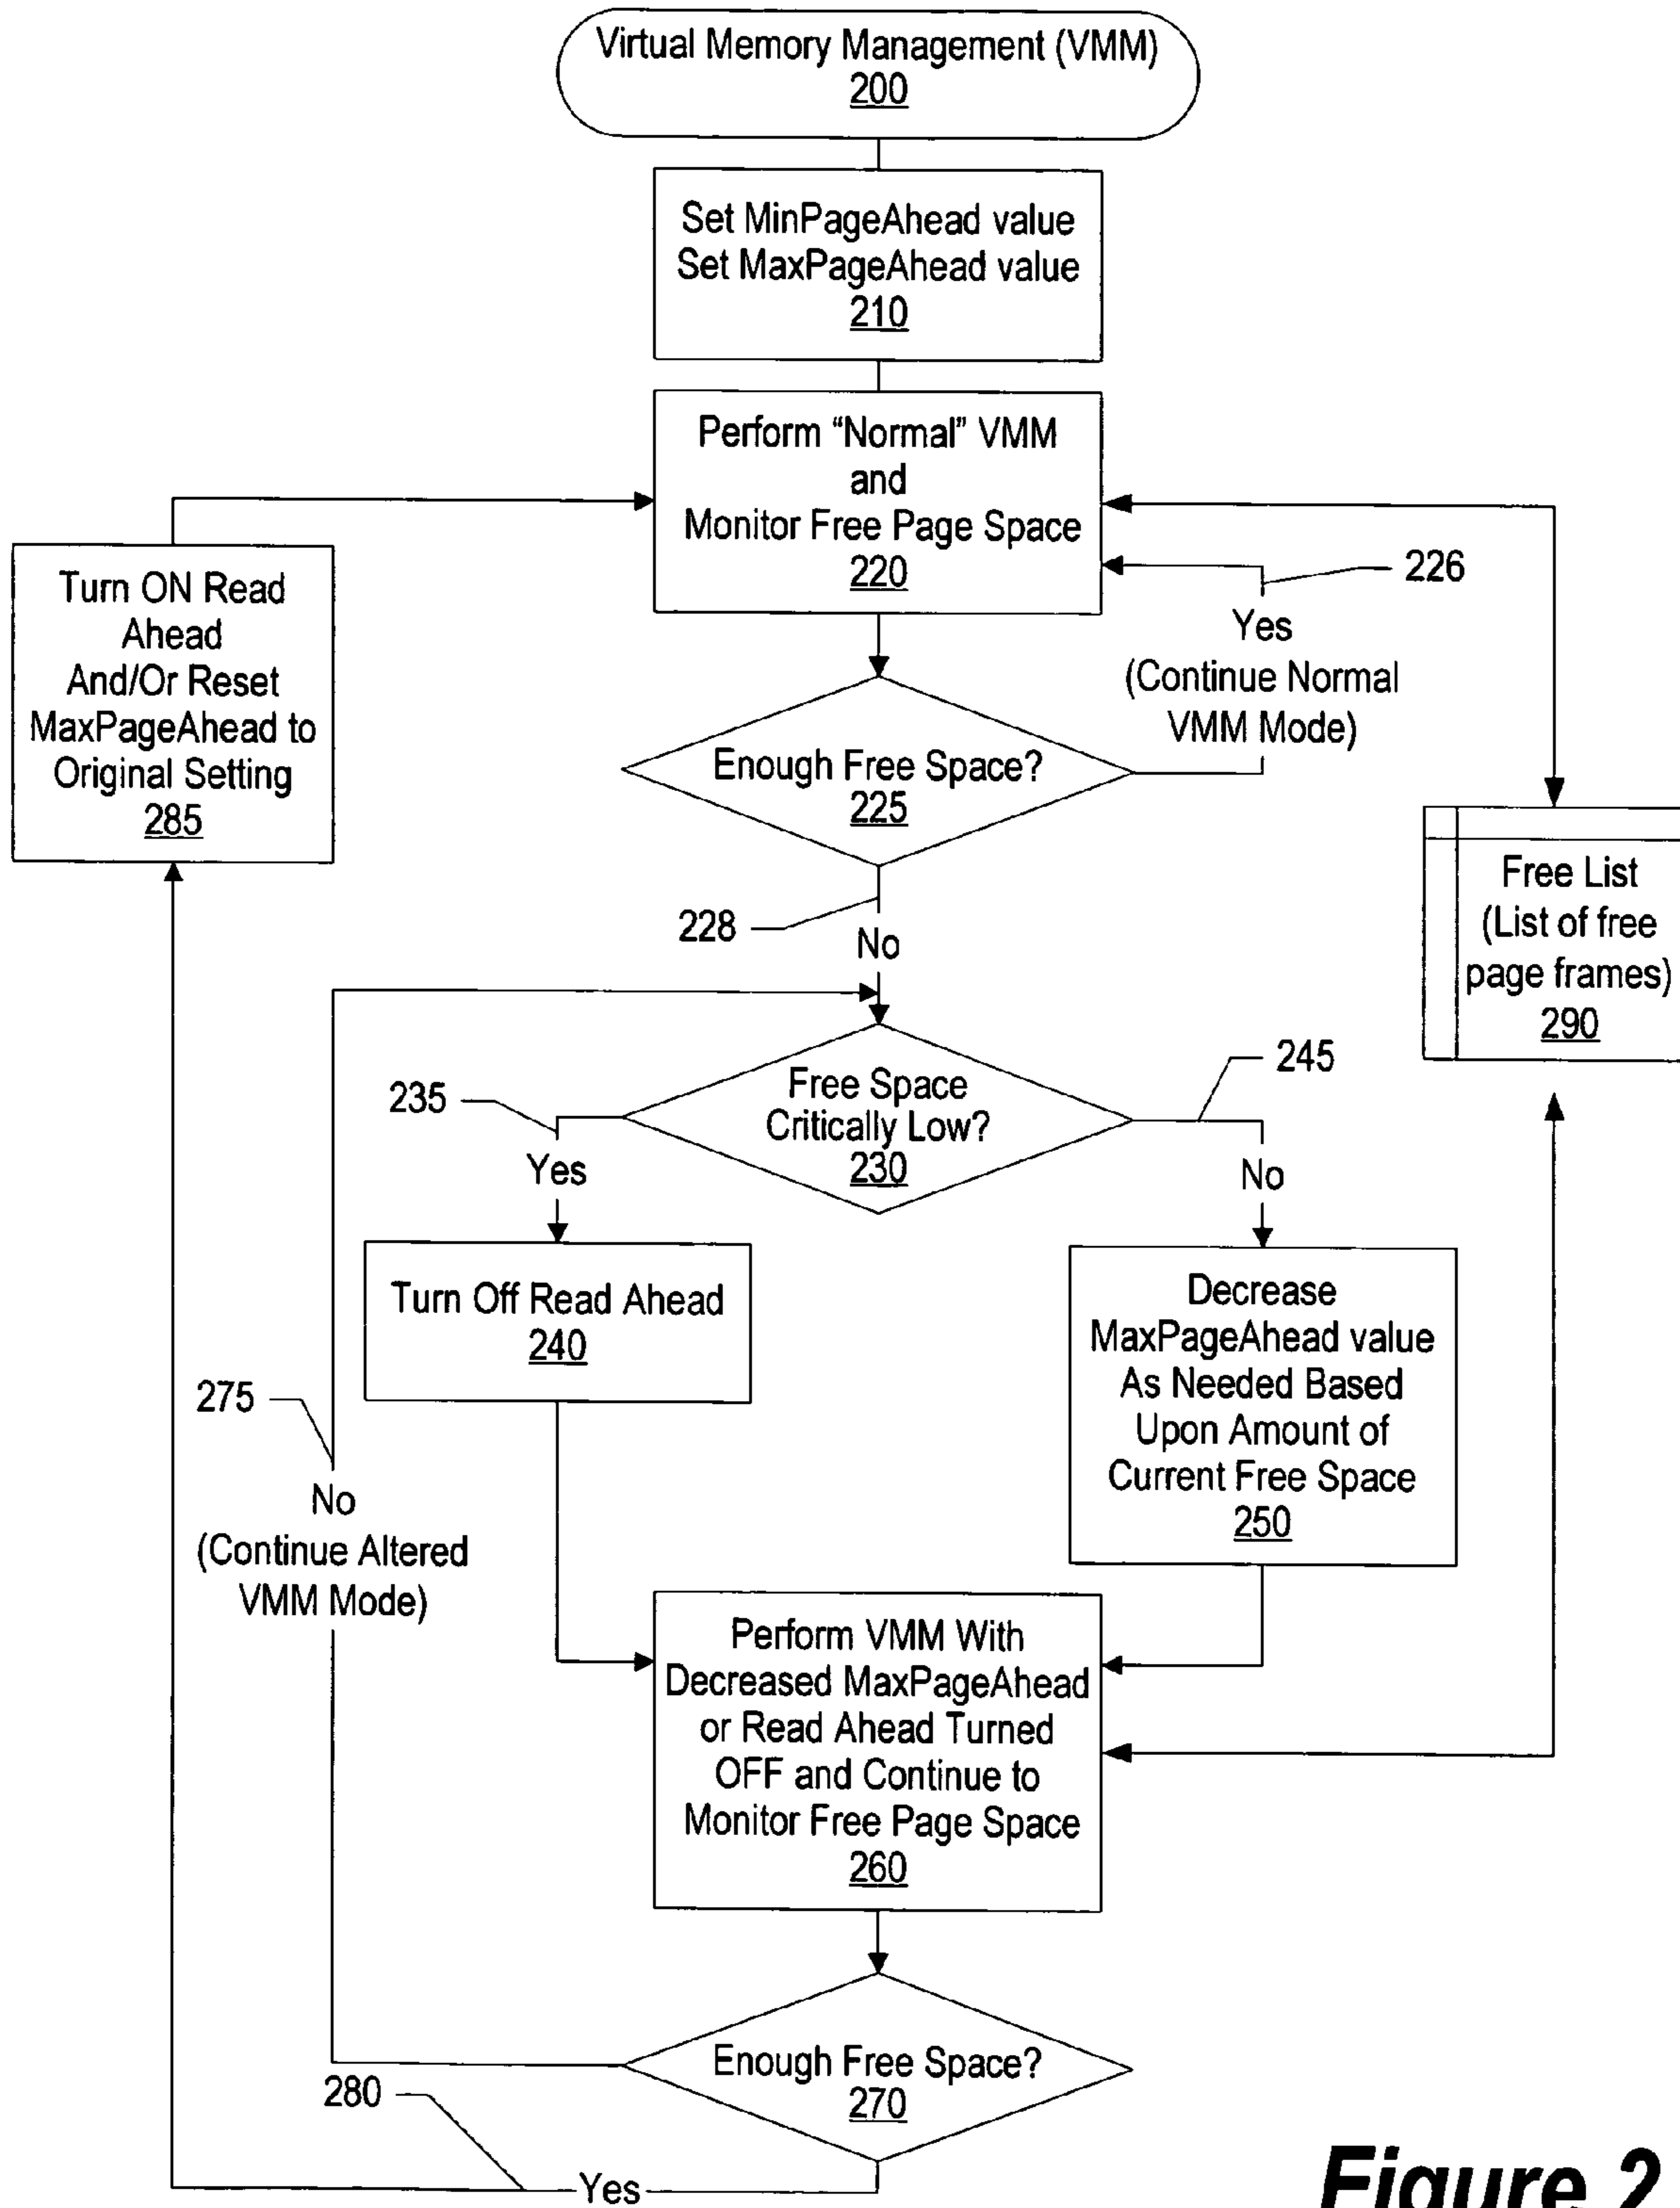 Virtual Memory Management (VMM)
200
Set MinPageAhead value
Set MaxPageAhead value
210
Perform “Normal” VMM
and
Monitor Free Page Space
220
226
Yes
(Continue Normal
VMM Mode)
Turn ON Read
Ahead
And/Or Reset
MaxPageAhead to
Original Setting
285
Enough Free Space?
225
Free List
(List of free
page frames)
290
228
No
Free Space
Critically Low?
230
235
Yes
245
No
Turn Off Read Ahead
240
Decrease
MaxPageAhead value
As Needed Based
Upon Amount of
Current Free Space
250
275
No
(Continue Altered
VMM Mode)
Perform VMM With
Decreased MaxPageAhead
or Read Ahead Turned
OFF and Continue to
Monitor Free Page Space
260
Enough Free Space?
270
280
Yes
Figure 2